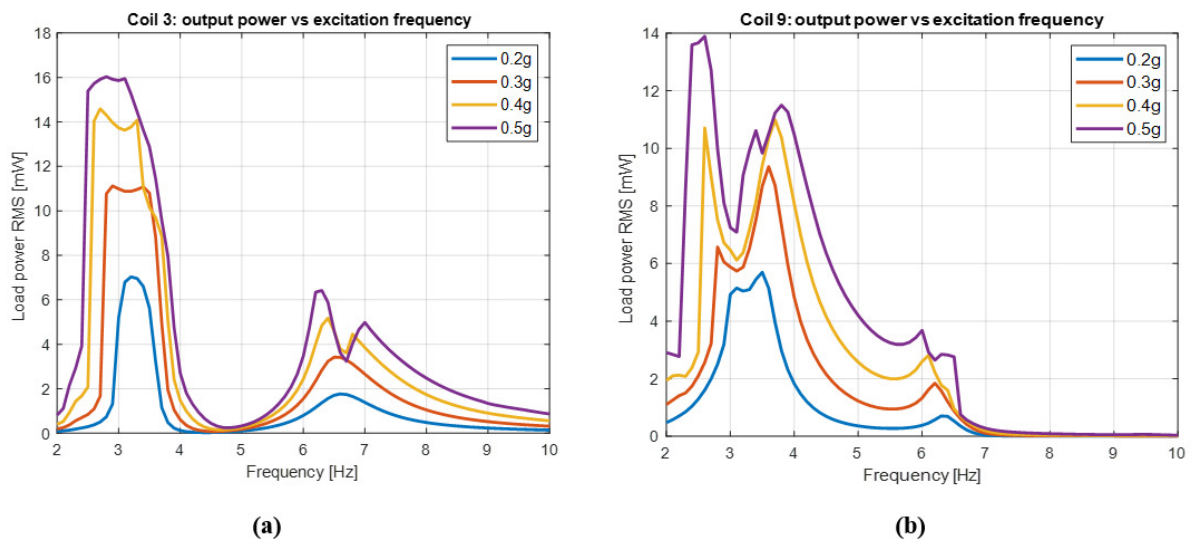 Coil 3: output power vs excitation frequency
18
16
14
12
10
8
6
4
2
0
Load power RMS [mW]
2 3 4 5 6 7 8 9 10
Frequency [Hz]
0.2g
0.3g
0.4g
0.5g
(a)
Coil 9: output power vs excitation frequency
14
12
10
8
6
4
2
0
Load power RMS [mW]
2 3 4 5 6 7 8 9 10
Frequency [Hz]
0.2g
0.3g
0.4g
0.5g
(b)